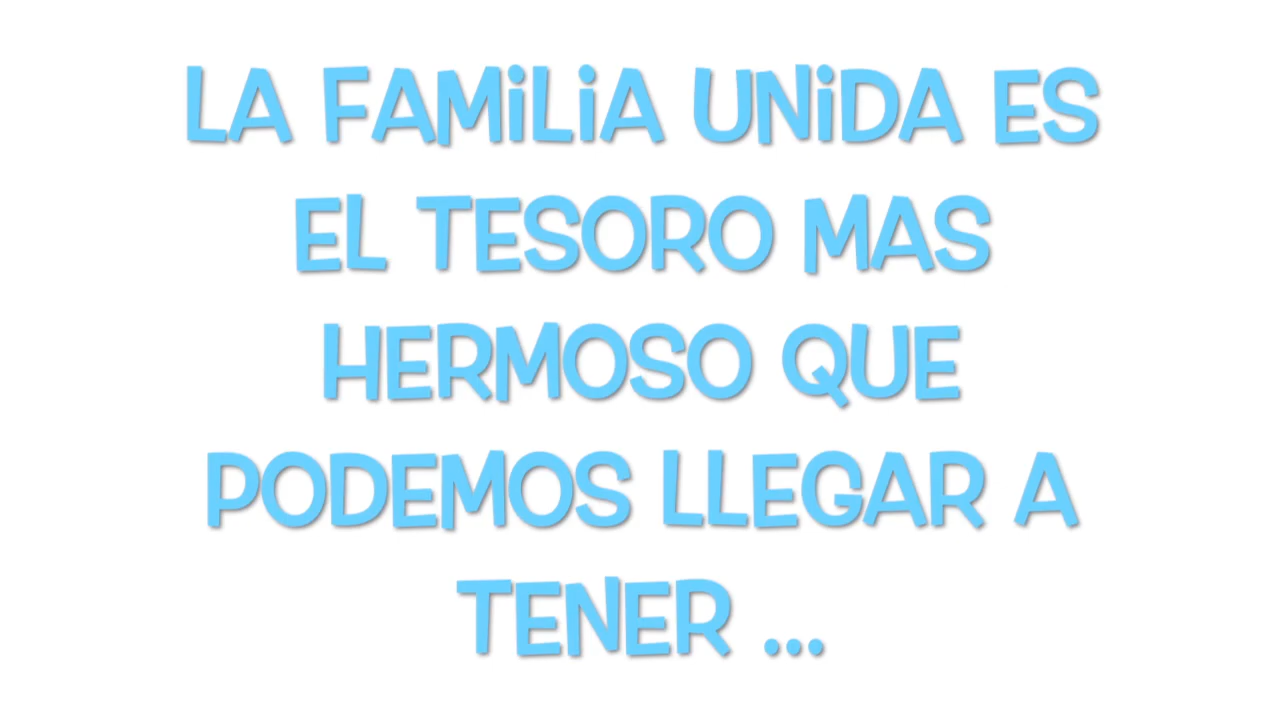 LA FAMiLiA UNiDA ES
EL TESORO MAS
HERMOSO QUE
PODEMOS LLEGAR A
TENER ...